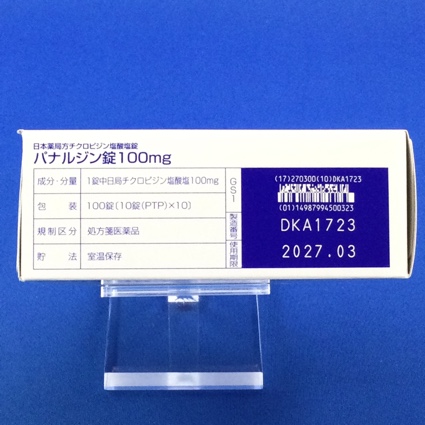 日本薬局方チクロピジン塩酸塩錠
パナルジン錠100mg
成分・分量 1錠中日局チクロピジン塩酸塩100mg
包装 100錠(10錠(PTP)×10)
規制区分 処方箋医薬品
貯法 室温保存
GS1
製造番号
使用期限
(17)270300(10)DKA1723
(01)14987994500323
DKA1723
2027.03